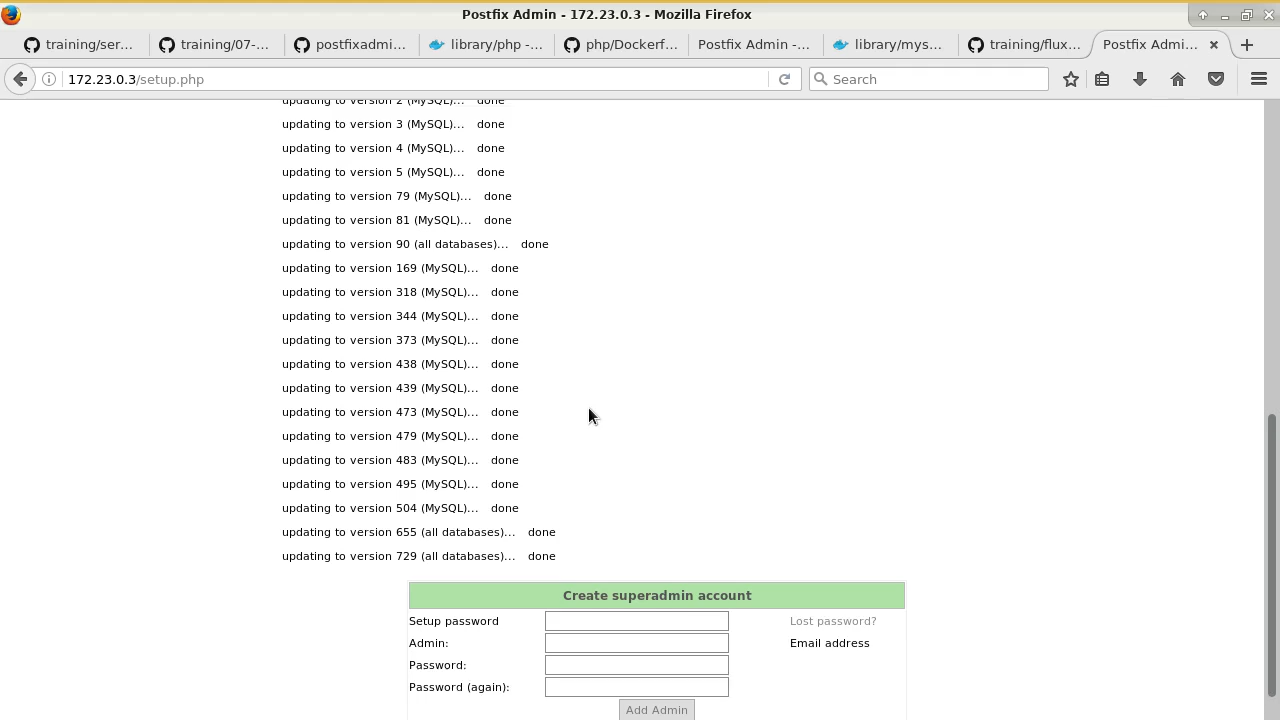 Postfix Admin - 172.23.0.3 - Mozilla Firefox
training/ser... training/07-... postfixadmi... library/php -... php/Dockerf... Postfix Admin -... library/mys... training/flux... Postfix Admi...
172.23.0.3/setup.php Search
updating to version 2 (MySQL)... done
updating to version 3 (MySQL)... done
updating to version 4 (MySQL)... done
updating to version 5 (MySQL)... done
updating to version 79 (MySQL)... done
updating to version 81 (MySQL)... done
updating to version 90 (all databases)... done
updating to version 169 (MySQL)... done
updating to version 318 (MySQL)... done
updating to version 344 (MySQL)... done
updating to version 373 (MySQL)... done
updating to version 438 (MySQL)... done
updating to version 439 (MySQL)... done
updating to version 473 (MySQL)... done
updating to version 479 (MySQL)... done
updating to version 483 (MySQL)... done
updating to version 495 (MySQL)... done
updating to version 504 (MySQL)... done
updating to version 655 (all databases)... done
updating to version 729 (all databases)... done
Create superadmin account
Setup password Lost password?
Admin: Email address
Password:
Password (again):
Add Admin